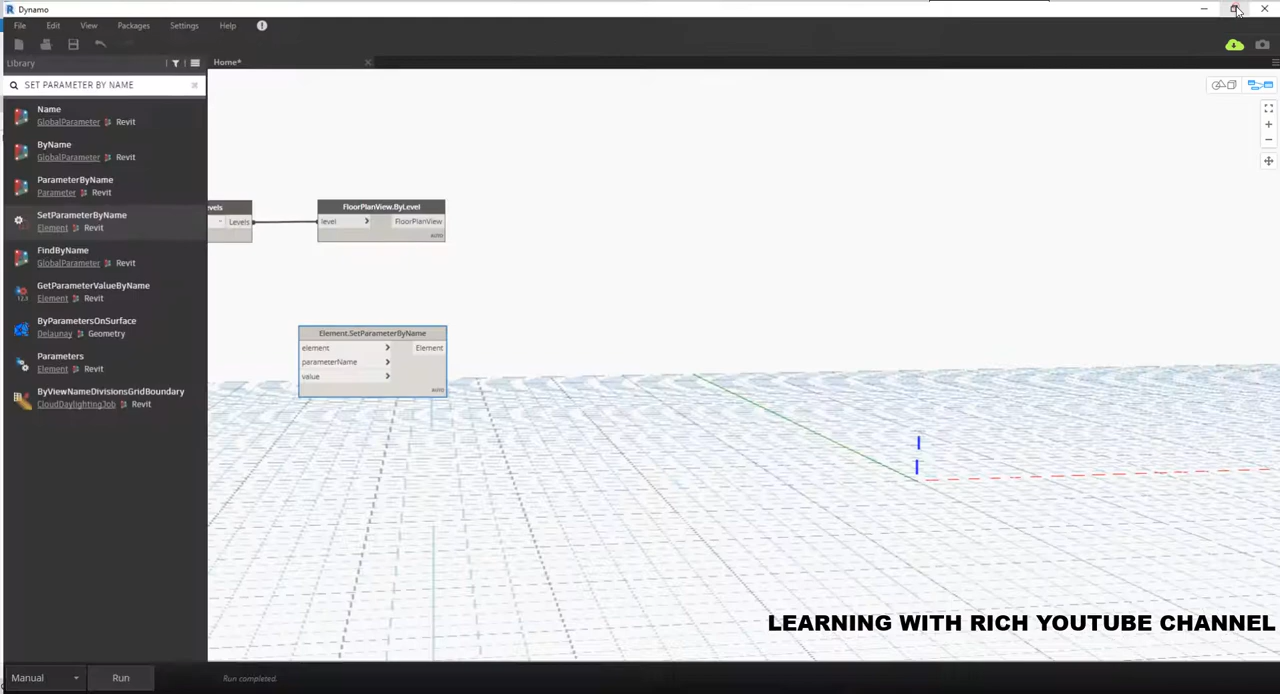 Dynamo
File Edit View Packages Settings Help
Library
Home*
SET PARAMETER BY NAME
Name
GlobalParameter Revit
ByName
GlobalParameter Revit
ParameterByName
Parameter Revit
SetParameterByName
Element Revit
FindByName
GlobalParameter Revit
GetParameterValueByName
Element Revit
ByParametersOnSurface
Delaunay Geometry
Parameters
Element Revit
ByViewNameDivisionsGridBoundary
CloudDaylightingJob Revit
evels
Levels
FloorPlanView.ByLevel
level > FloorPlanView
AUTO
Element.SetParameterByName
element > Element
parameterName >
value >
AUTO
LEARNING WITH RICH YOUTUBE CHANNEL
Manual Run Run completed.